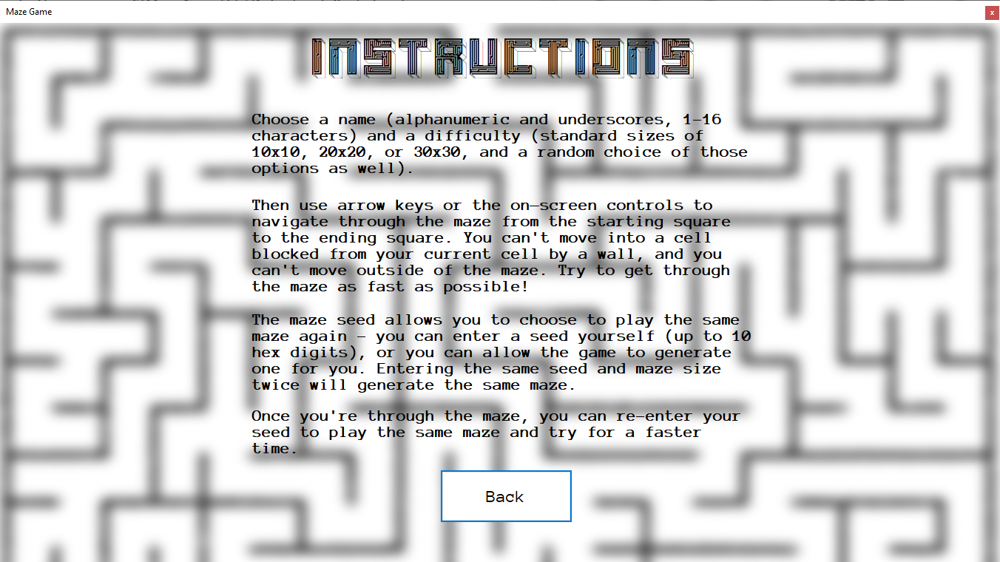 Maze Game
x
INSTRUCTIONS
Choose a name (alphanumeric and underscores, 1-16
characters) and a difficulty (standard sizes of
10x10, 20x20, or 30x30, and a random choice of those
options as well).
Then use arrow keys or the on-screen controls to
navigate through the maze from the starting square
to the ending square. You can't move into a cell
blocked from your current cell by a wall, and you
can't move outside of the maze. Try to get through
the maze as fast as possible!
The maze seed allows you to choose to play the same
maze again - you can enter a seed yourself (up to 10
hex digits), or you can allow the game to generate
one for you. Entering the same seed and maze size
twice will generate the same maze.
Once you're through the maze, you can re-enter your
seed to play the same maze and try for a faster
time.
Back